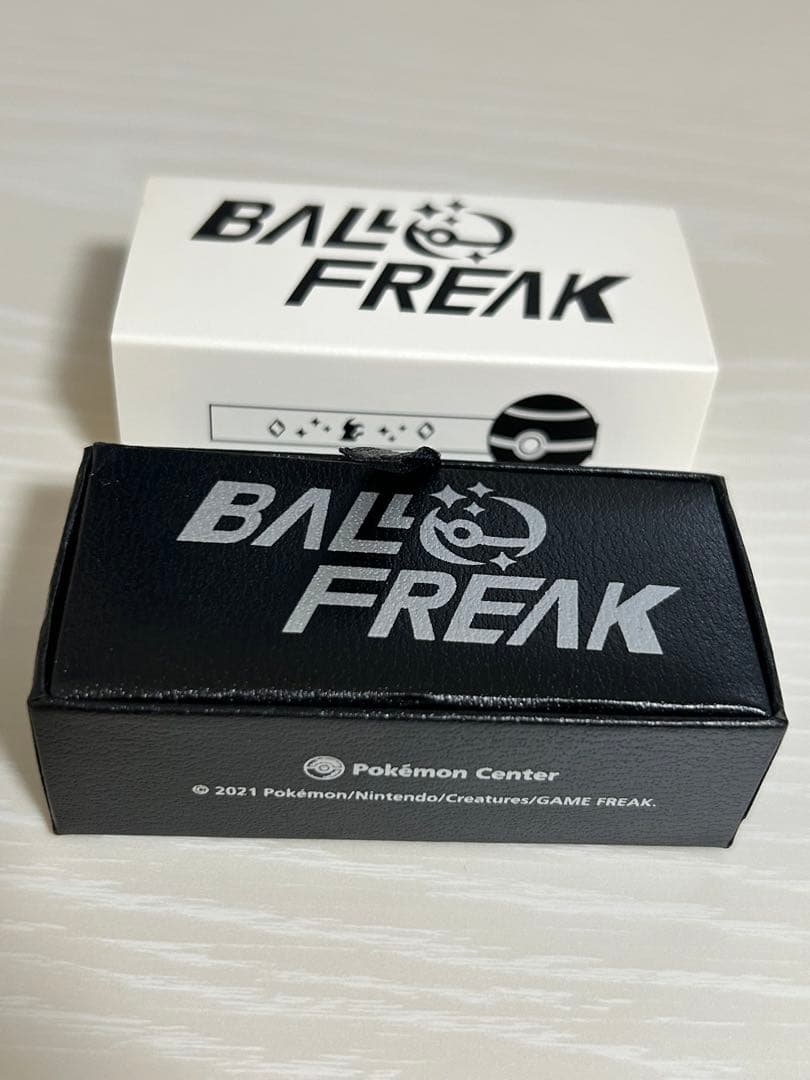 BALL
FREAK
BALL
FREAK
Pokémon Center
© 2021 Pokémon/Nintendo/Creatures/GAME FREAK.